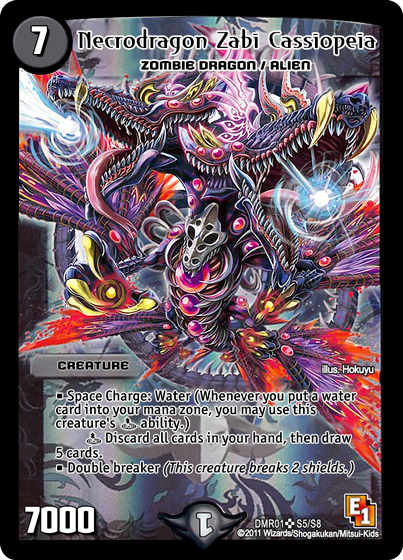 7
Necrodragon Zabi Cassiopeia
ZOMBIE DRAGON / ALIEN
illus. Hokuyu
CREATURE
■ Space Charge: Water (Whenever you put a water
card into your mana zone, you may use this
creature's ability.)
Discard all cards in your hand, then draw
5 cards.
■ Double breaker (This creature breaks 2 shields.)
E1
7000
DMR01 S5/S8
©2011 Wizards/Shogakukan/Mitsui-Kids